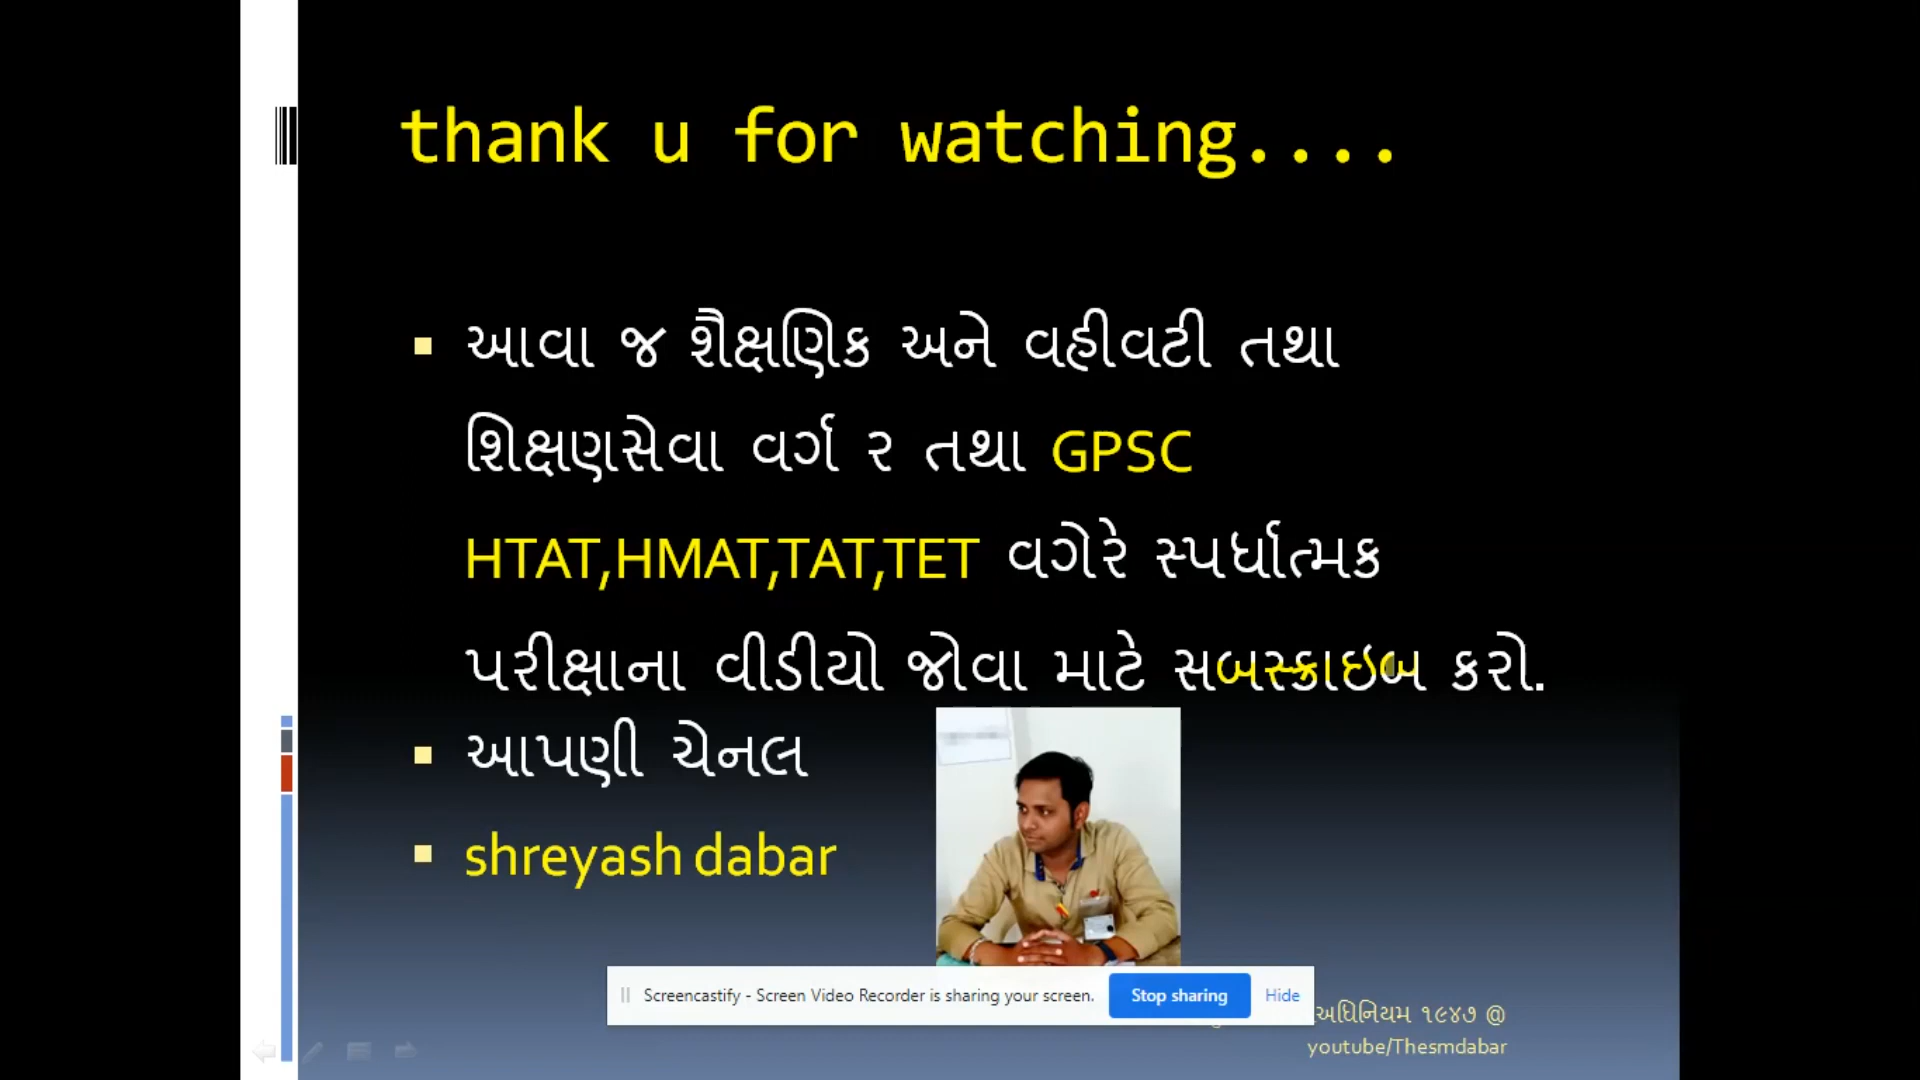 thank u for watching....
આવા જ શૈક્ષણિક અને વહીવટી તથા
શિક્ષણસેવા વર્ગ ૨ તથા GPSC
HTAT,HMAT,TAT,TET વગેરે સ્પર્ધાત્મક
પરીક્ષાના વીડીયો જોવા માટે સબસ્ક્રાઇબ કરો.
આપણી ચેનલ
shreyash dabar
Screencastify - Screen Video Recorder is sharing your screen. Stop sharing Hide
અધિનિયમ ૧૯૪૭ @
youtube/Thesmdabar